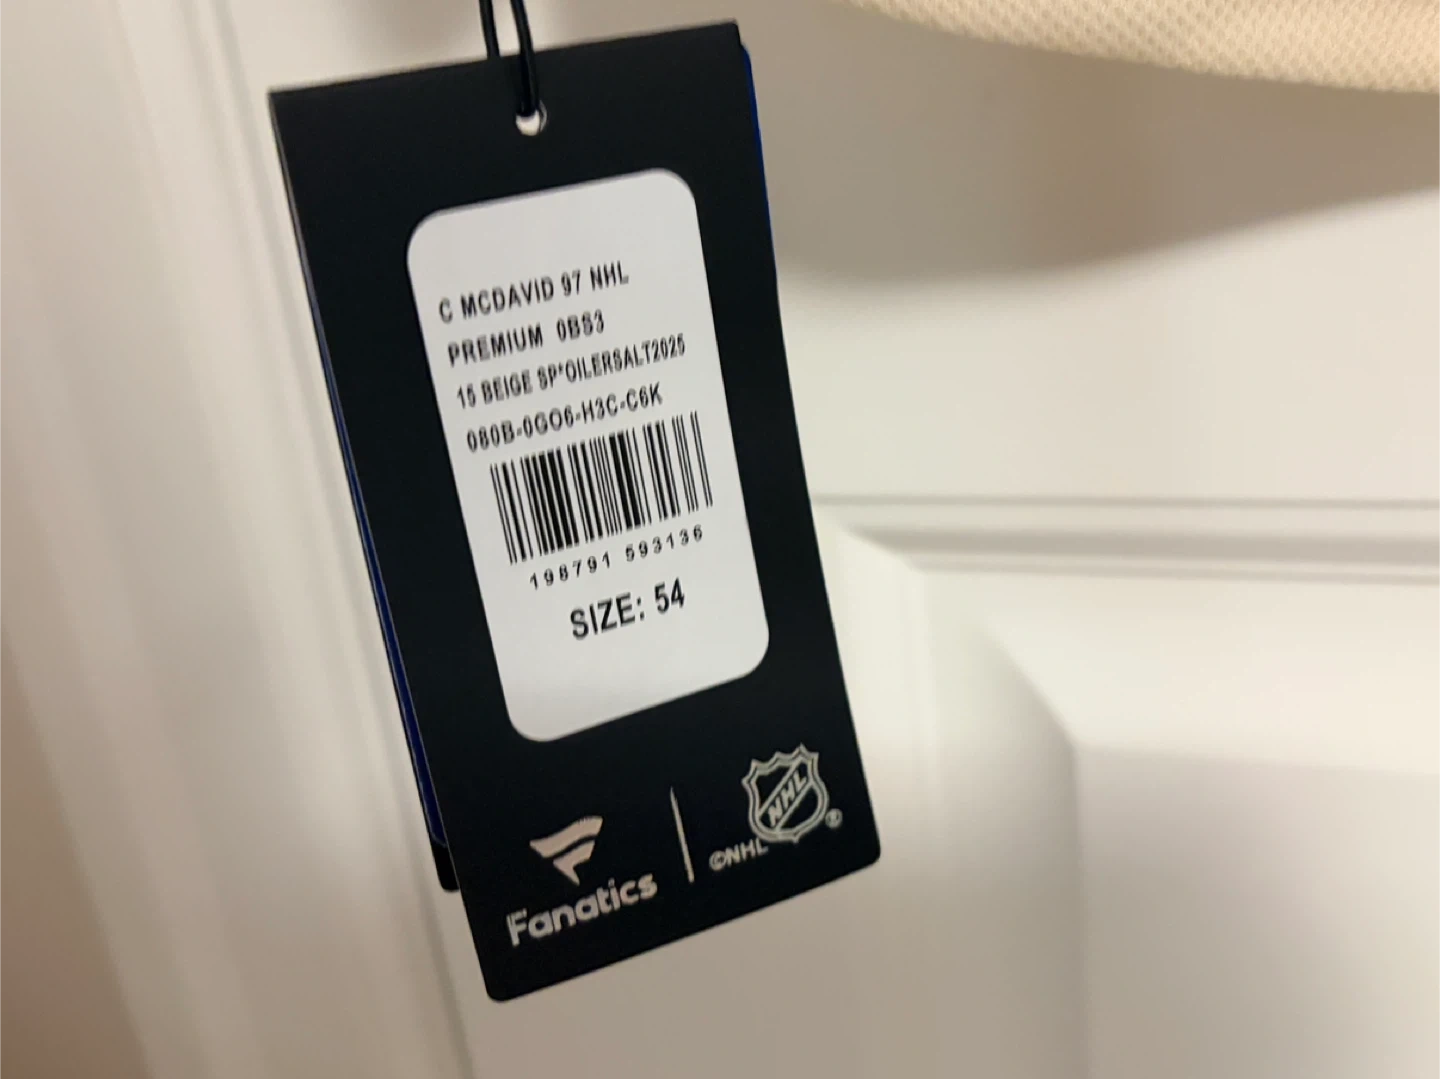 C MCDAVID 97 NHL
PREMIUM 0BS3
15 BEIGE SP*OILERSALT2025
080B-0GO6-H3C-C6K
198791 593136
SIZE: 54
NHL
®
©NHL
Fanatics